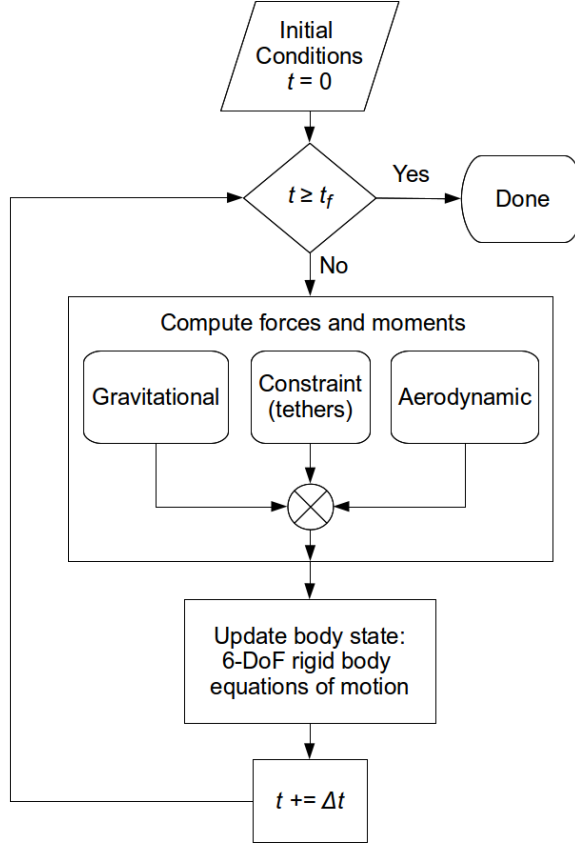 Initial
Conditions
t = 0
t ≥ t_f
Yes
Done
No
Compute forces and moments
Gravitational
Constraint
(tethers)
Aerodynamic
Update body state:
6-DoF rigid body
equations of motion
t += Δt